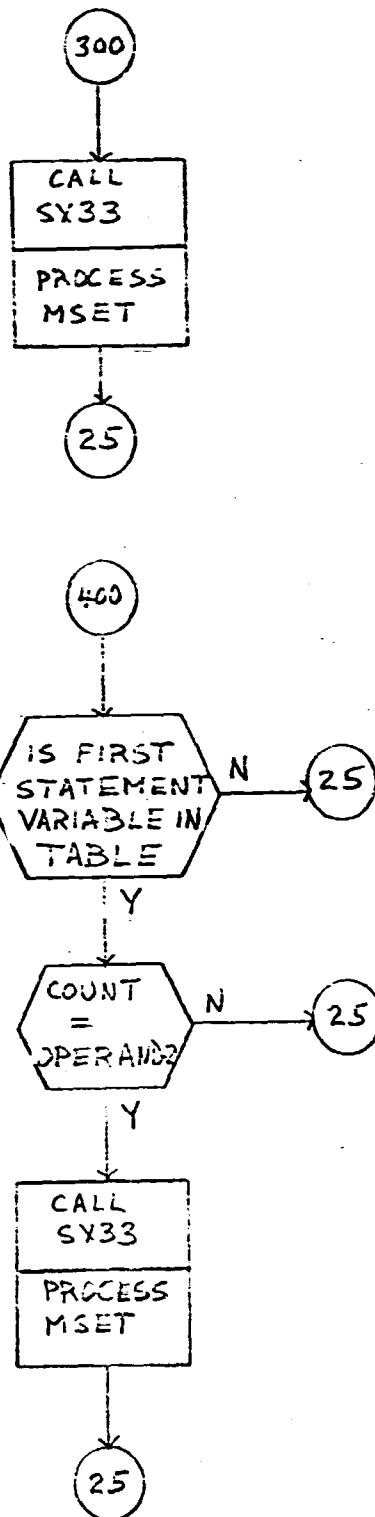 300
CALL
SX33
PROCESS
MSET
25
400
IS FIRST
STATEMENT
VARIABLE IN
TABLE
N
25
Y
COUNT
=
OPERAND2
N
25
Y
CALL
SX33
PROCESS
MSET
25